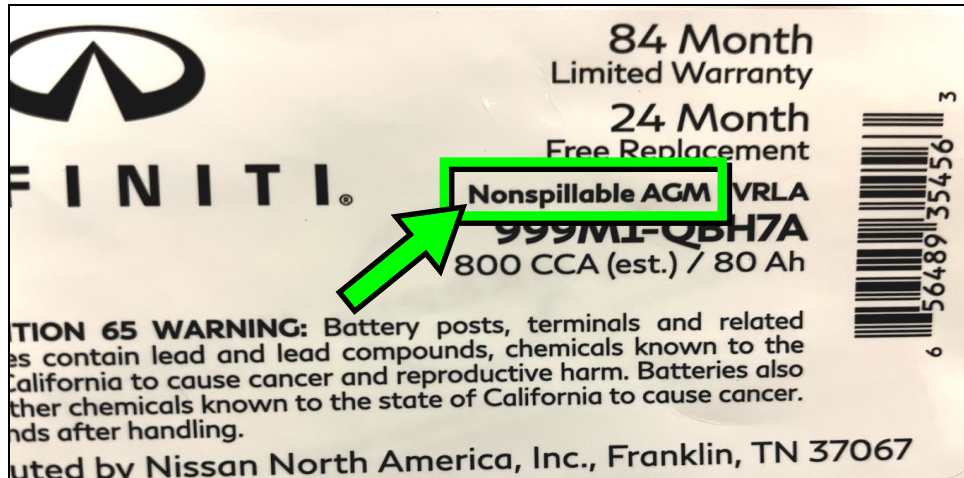 84 Month
Limited Warranty
24 Month
Free Replacement
FINITI®
Nonspillable AGM VRLA
999M1-QBH7A
800 CCA (est.) / 80 Ah
TION 65 WARNING: Battery posts, terminals and related
es contain lead and lead compounds, chemicals known to the
California to cause cancer and reproductive harm. Batteries also
ther chemicals known to the state of California to cause cancer.
nds after handling.
uted by Nissan North America, Inc., Franklin, TN 37067
6 56489 35456 3